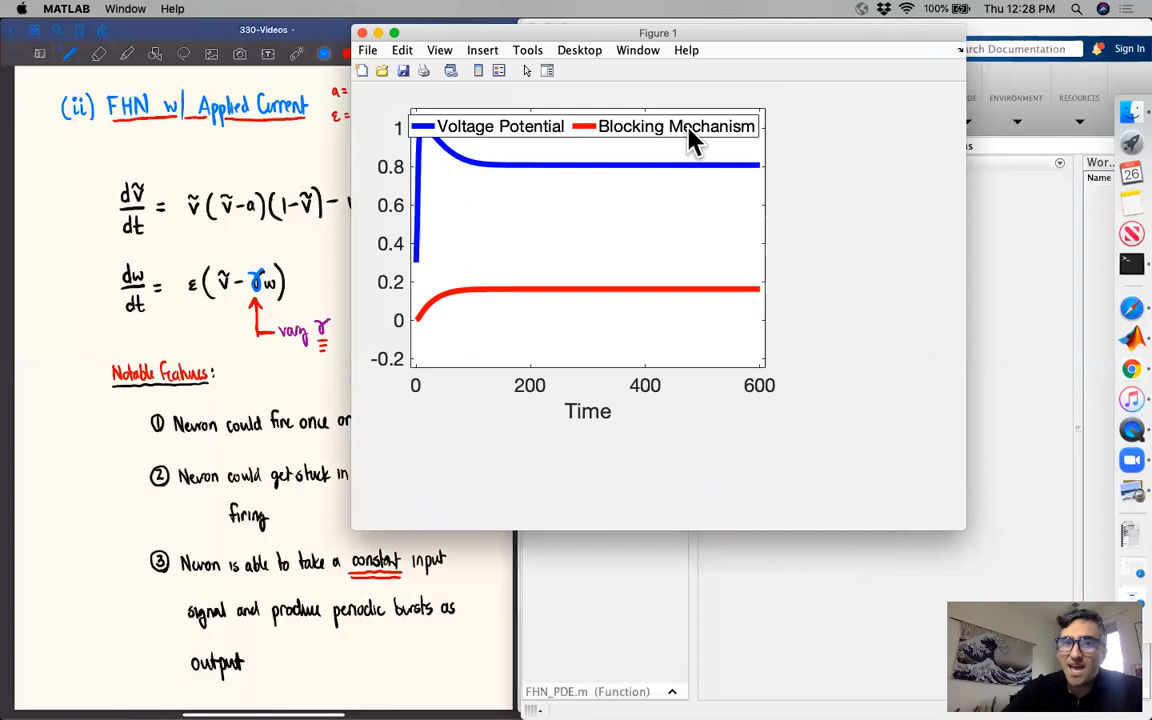 MATLAB Window Help
100% Thu 12:28 PM
330-Videos
Figure 1
File Edit View Insert Tools Desktop Window Help
Search Documentation
Sign In
ENVIRONMENT
RESOURCES
(ii) FHN w/ Applied Current
a=
ε=
dṽ/dt = ṽ(ṽ-a)(1-ṽ)-
dw/dt = ε(ṽ-γw)
vary γ
Notable Features:
① Neuron could fire once or
② Neuron could get stuck in
firing
③ Neuron is able to take a constant input
signal and produce periodic bursts as
output
Voltage Potential Blocking Mechanism
1
0.8
0.6
0.4
0.2
0
-0.2
0 200 400 600
Time
Wor...
Name
26
FHN_PDE.m (Function)